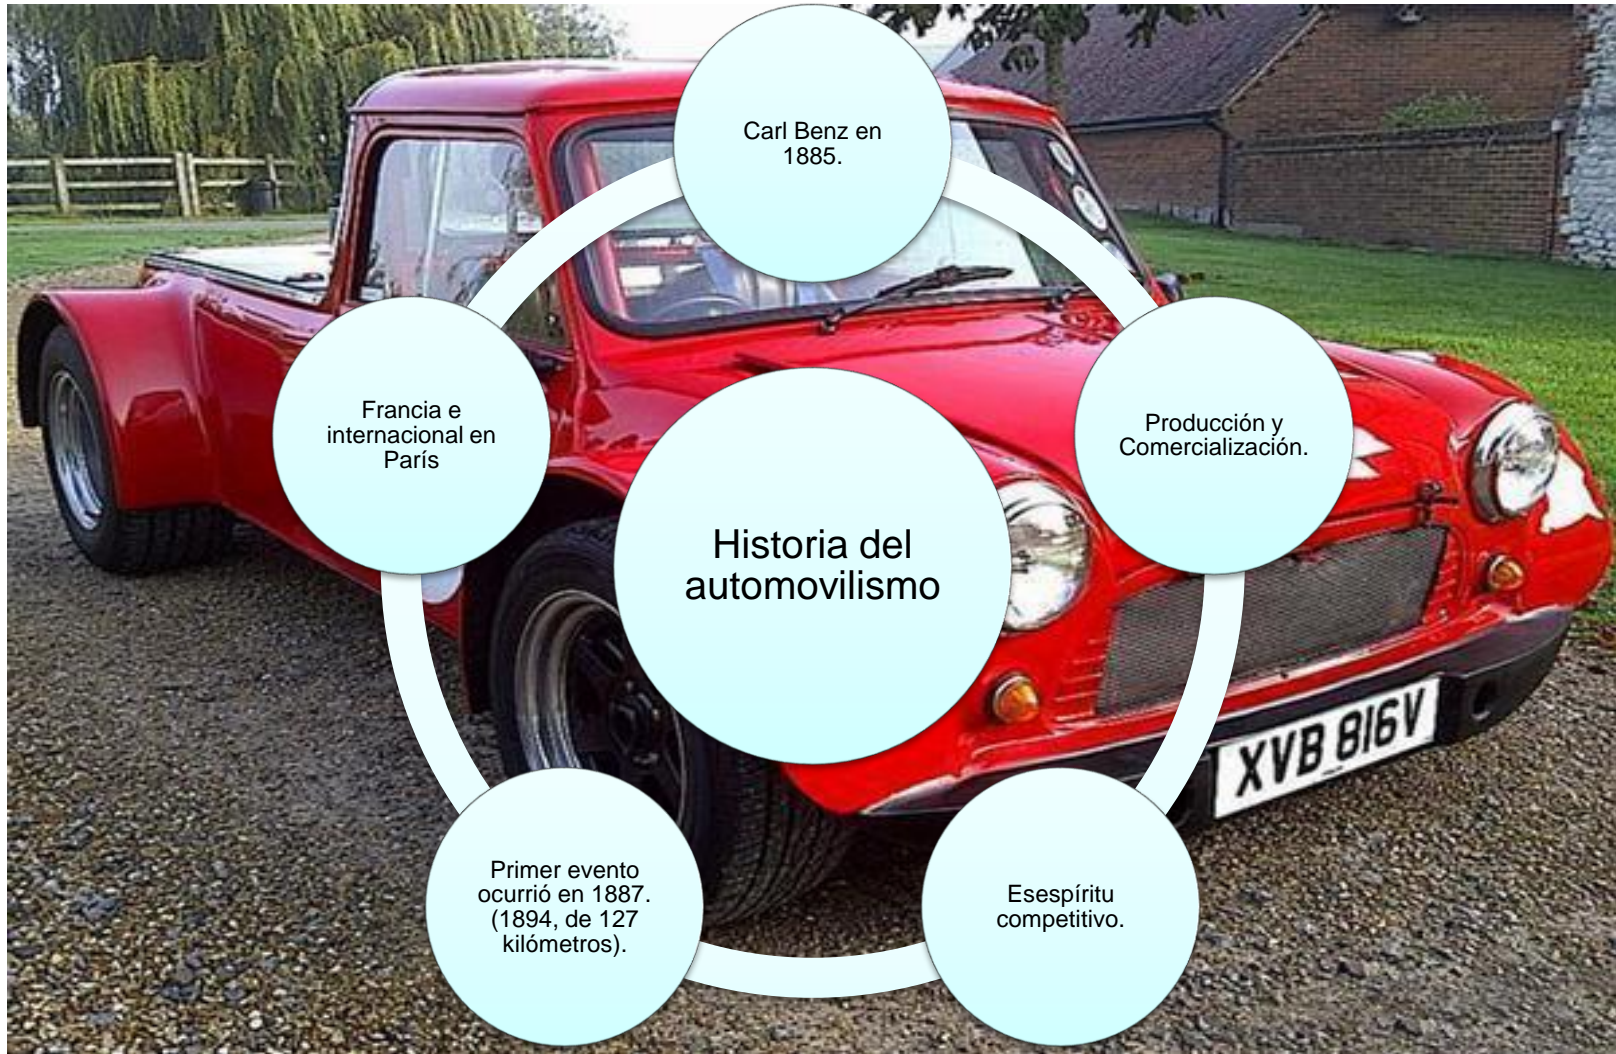 Carl Benz en
1885.
Producción y
Comercialización.
Esespíritu
competitivo.
Primer evento
ocurrió en 1887.
(1894, de 127
kilómetros).
Francia e
internacional en
París
Historia del
automovilismo
XVB 816V